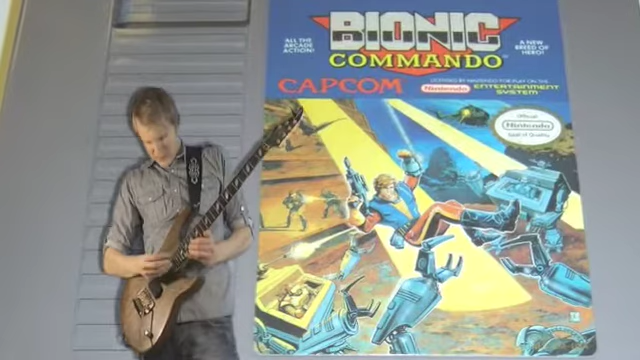 BIONIC
COMMANDO
ALL THE
ARCADE
ACTION!
A NEW
BREED OF
HERO!
CAPCOM
LICENSED BY NINTENDO FOR PLAY ON THE
Nintendo ENTERTAINMENT
SYSTEM
Official
Nintendo
Seal of Quality